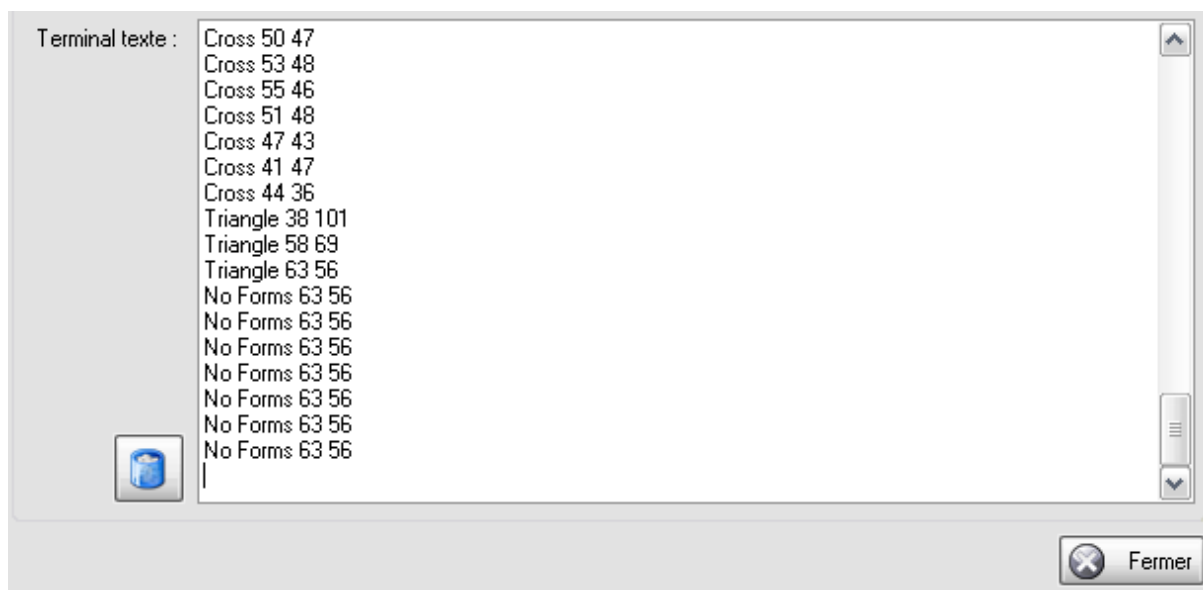 Terminal texte :
Cross 50 47
Cross 53 48
Cross 55 46
Cross 51 48
Cross 47 43
Cross 41 47
Cross 44 36
Triangle 38 101
Triangle 58 69
Triangle 63 56
No Forms 63 56
No Forms 63 56
No Forms 63 56
No Forms 63 56
No Forms 63 56
No Forms 63 56
No Forms 63 56
Fermer